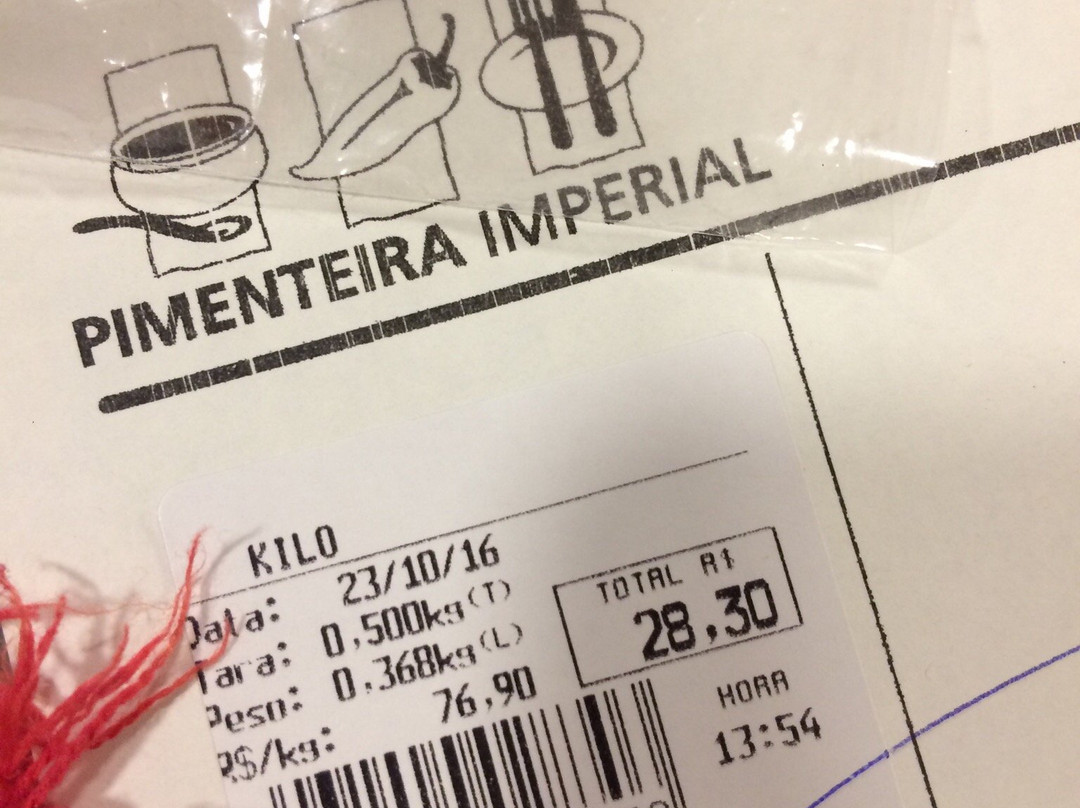 PIMENTEIRA IMPERIAL
KILO
Data: 23/10/16
Tara: 0,500kg(T)
Peso: 0,368kg(L)
R$/kg: 76,90
TOTAL R$
28,30
HORA
13:54